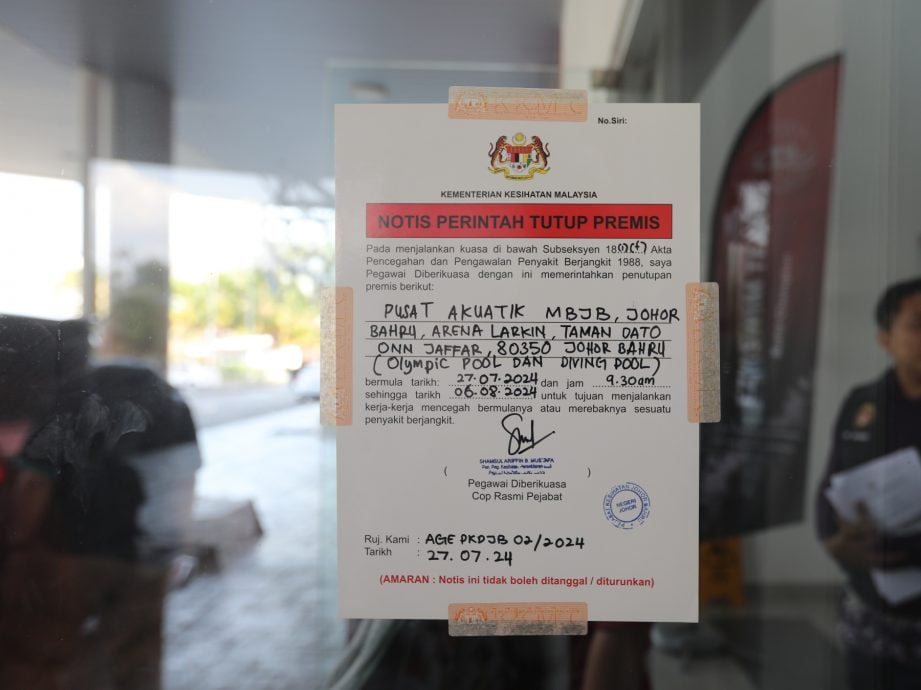 No.Siri:
KEMENTERIAN KESIHATAN MALAYSIA
NOTIS PERINTAH TUTUP PREMIS
Pada menjalankan kuasa di bawah Subseksyen 18(1)(f) Akta
Pencegahan dan Pengawalan Penyakit Berjangkit 1988, saya
Pegawai Diberikuasa dengan ini memerintahkan penutupan
premis berikut:
PUSAT AKUATIK MBJB, JOHOR
BAHRU, ARENA LARKIN, TAMAN DATO
ONN JAFFAR, 80350 JOHOR BAHRU
(OLYMPIC POOL DAN DIVING POOL)
bermula tarikh: 27.07.2024 dan jam 9.30am
sehingga tarikh 06.08.2024 untuk tujuan menjalankan
kerja-kerja mencegah bermulanya atau merebaknya sesuatu
penyakit berjangkit.
SHAMSUL ARIFFIN B. MUSTAFA
( )
Pegawai Diberikuasa
Cop Rasmi Pejabat
NEGERI
JOHOR
Ruj. Kami : AGE PKDJB 02/2024
Tarikh : 27.07.24
(AMARAN : Notis ini tidak boleh ditanggal / diturunkan)